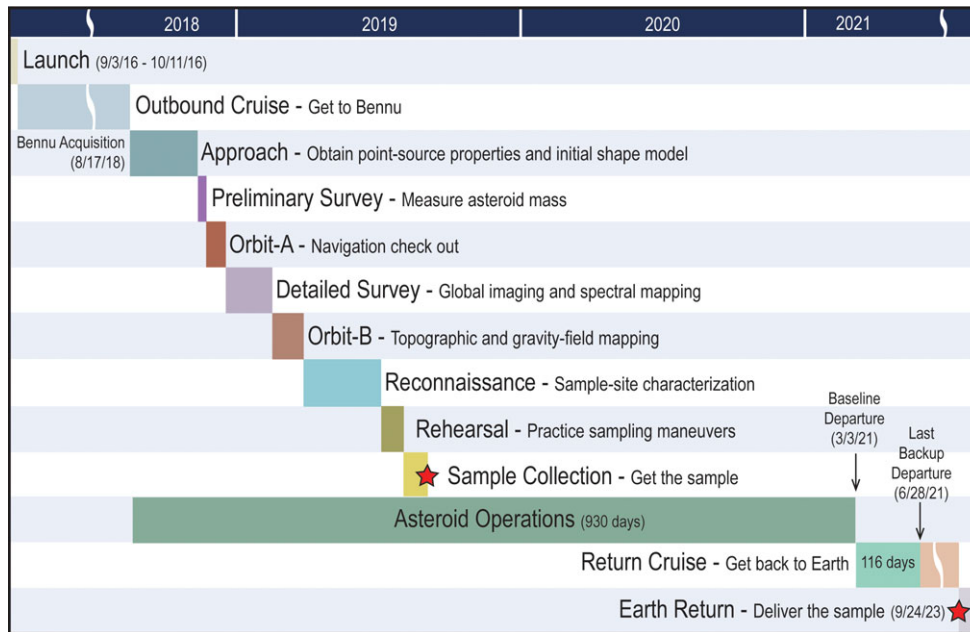 2018 2019 2020 2021
Launch (9/3/16 - 10/11/16)
Outbound Cruise - Get to Bennu
Bennu Acquisition
(8/17/18)
Approach - Obtain point-source properties and initial shape model
Preliminary Survey - Measure asteroid mass
Orbit-A - Navigation check out
Detailed Survey - Global imaging and spectral mapping
Orbit-B - Topographic and gravity-field mapping
Reconnaissance - Sample-site characterization
Rehearsal - Practice sampling maneuvers
Baseline
Departure
(3/3/21)
Last
Backup
Departure
(6/28/21)
Sample Collection - Get the sample
Asteroid Operations (930 days)
Return Cruise - Get back to Earth
116 days
Earth Return - Deliver the sample (9/24/23)